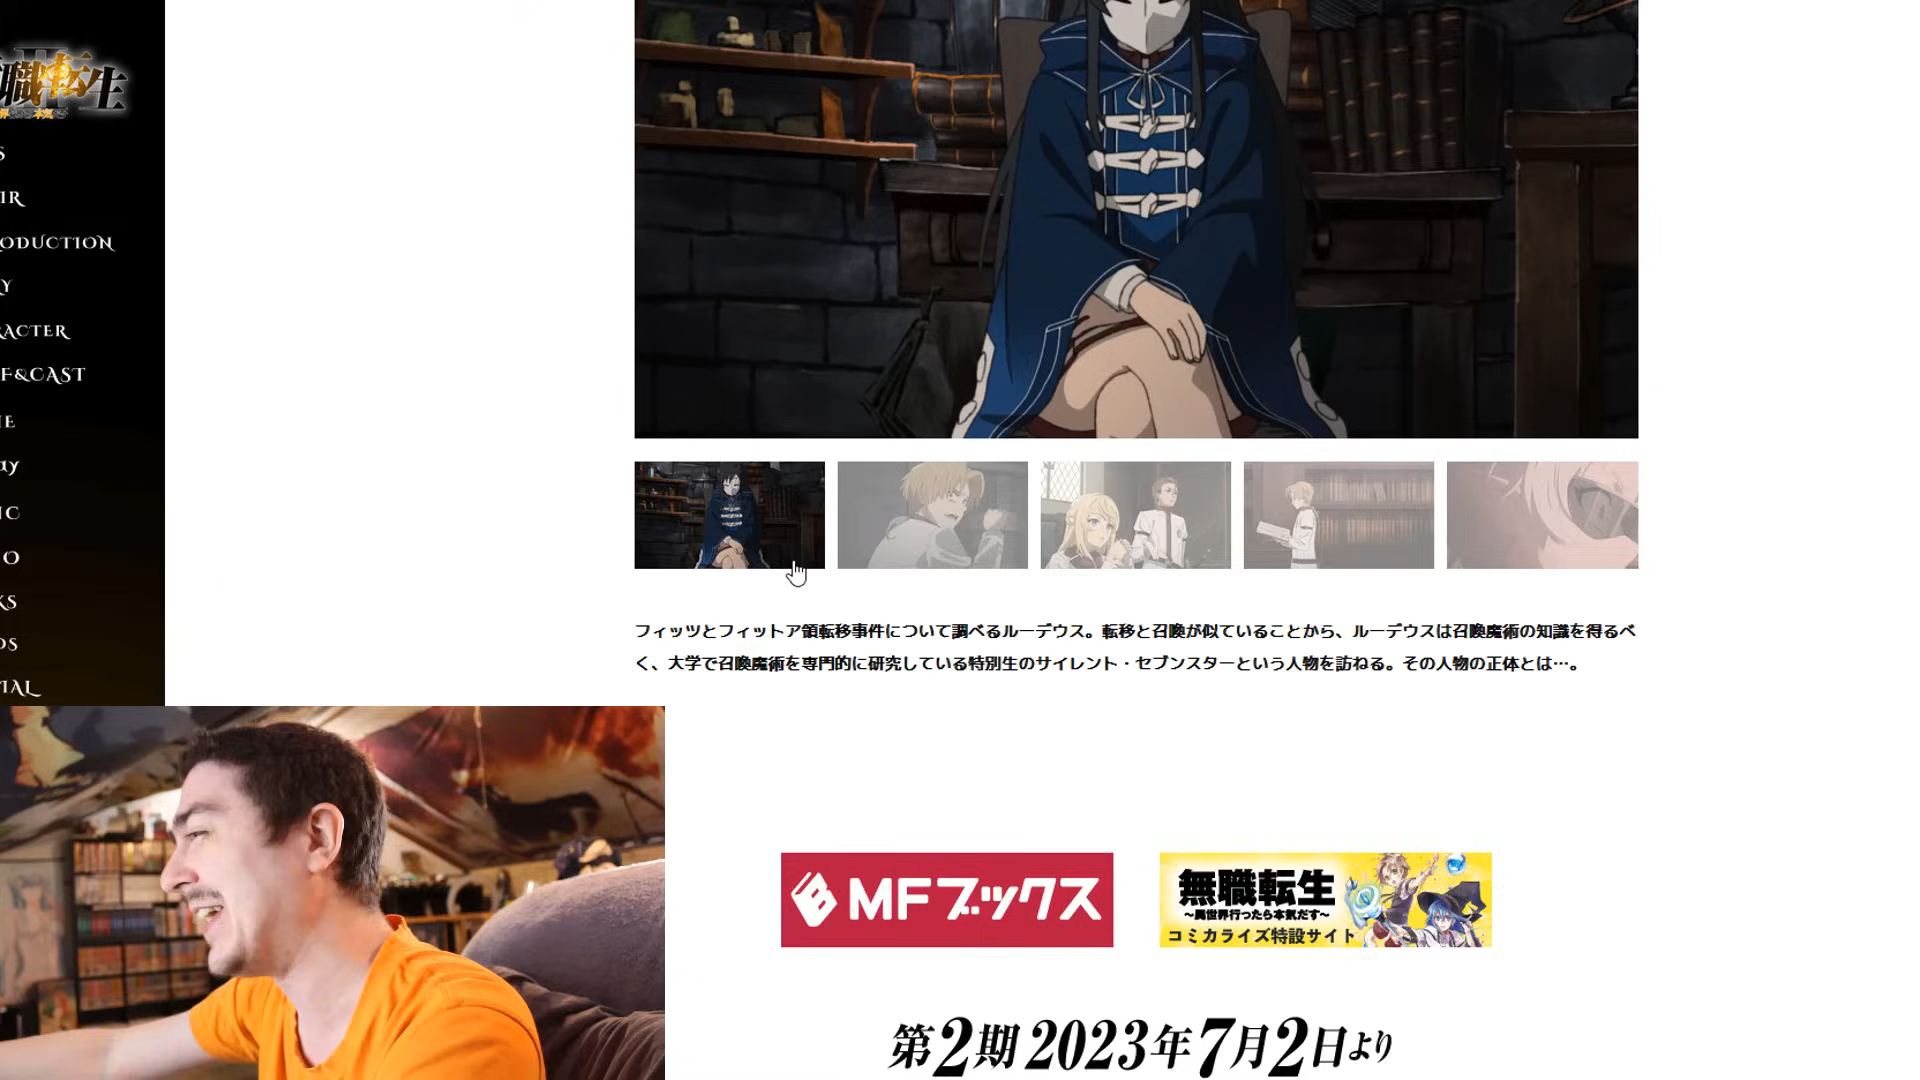 職転生
S
IR
ODUCTION
Y
RACTER
F&CAST
IE
ay
IC
O
KS
DS
IAL
フィッツとフィットア領転移事件について調べるルーデウス。転移と召喚が似ていることから、ルーデウスは召喚魔術の知識を得るべ
く、大学で召喚魔術を専門的に研究している特別生のサイレント・セブンスターという人物を訪ねる。その人物の正体とは…。
MFブックス
無職転生
～異世界行ったら本気だす～
コミカライズ特設サイト
第2期 2023年7月2日より